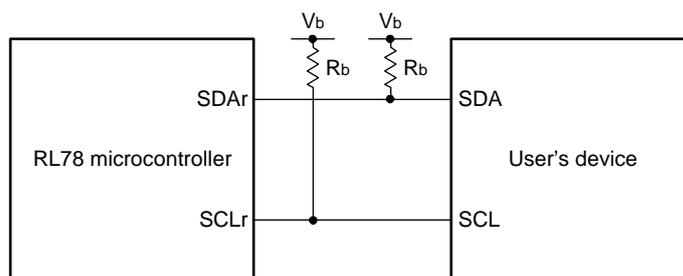 Vb Vb
Rb Rb
SDAr SDA
RL78 microcontroller User's device
SCLr SCL